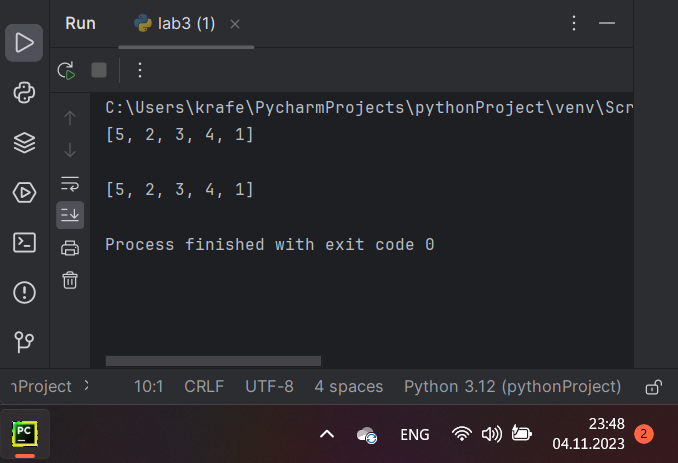 Run lab3 (1)
C:\Users\krafe\PycharmProjects\pythonProject\venv\Scr
[5, 2, 3, 4, 1]
[5, 2, 3, 4, 1]
Process finished with exit code 0
nProject 10:1 CRLF UTF-8 4 spaces Python 3.12 (pythonProject)
PC ENG 23:48 2
04.11.2023